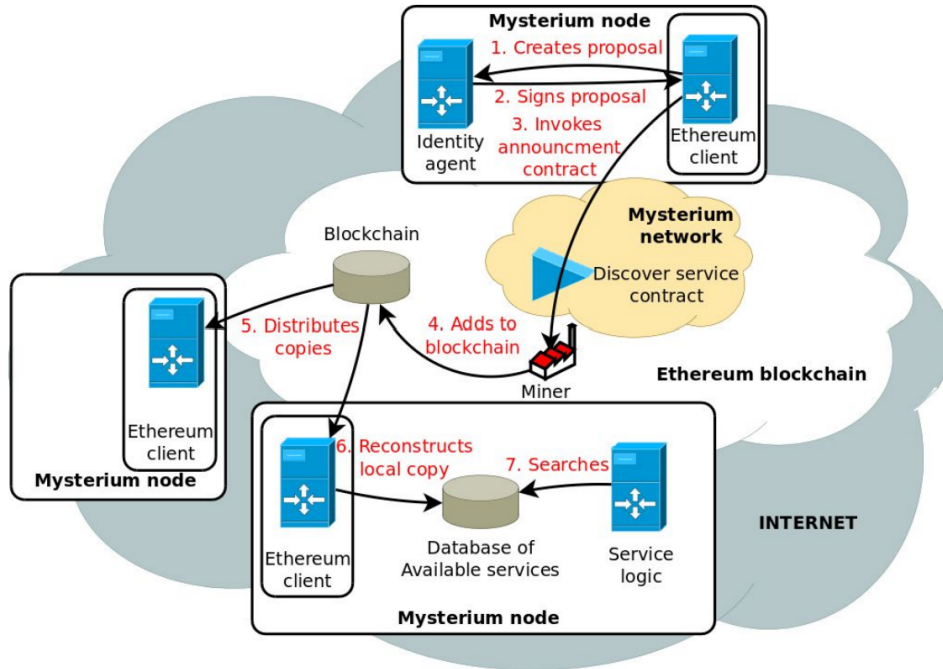 Mysterium node
1. Creates proposal
2. Signs proposal
3. Invokes
announcment
contract
Identity
agent
Ethereum
client
Mysterium
network
Discover service
contract
Blockchain
5. Distributes
copies
4. Adds to
blockchain
Miner
Ethereum blockchain
Ethereum
client
Mysterium node
6. Reconstructs
local copy
7. Searches
Ethereum
client
Database of
Available services
Service
logic
Mysterium node
INTERNET